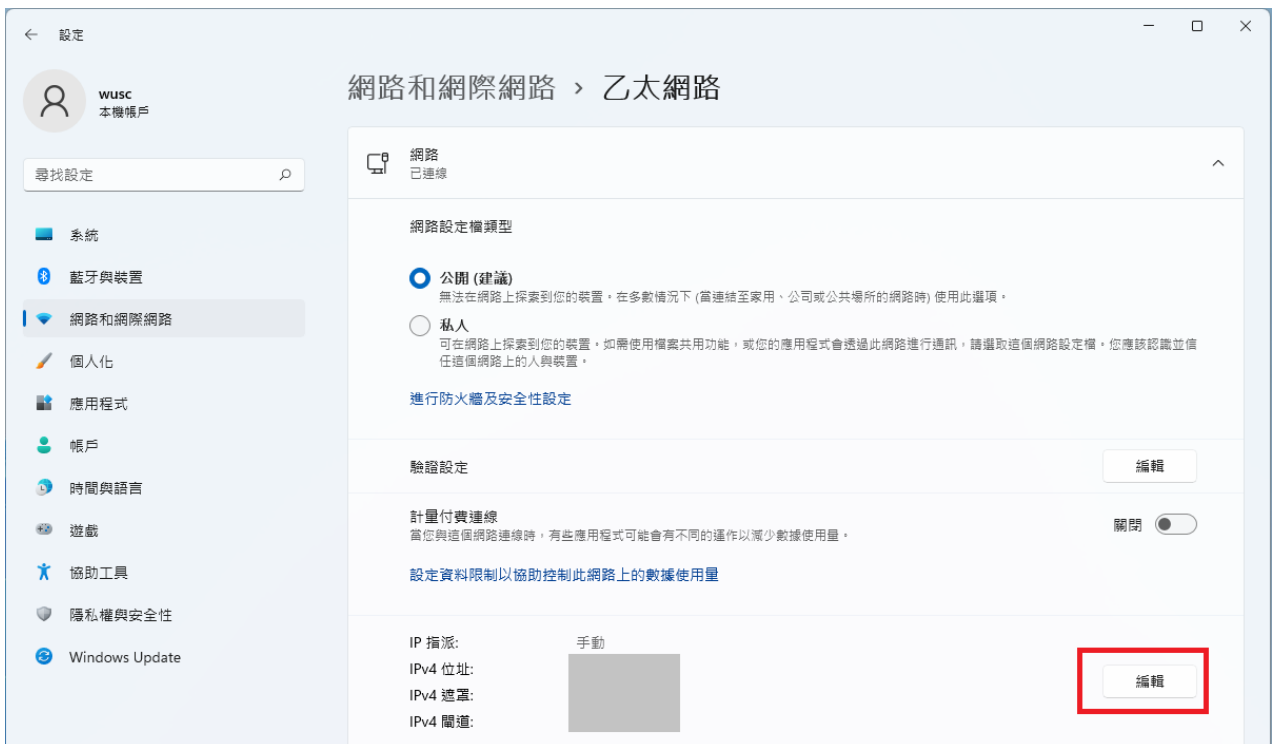 設定
wusc
本機帳戶
尋找設定
系統
藍牙與裝置
網路和網際網路
個人化
應用程式
帳戶
時間與語言
遊戲
協助工具
隱私權與安全性
Windows Update
網路和網際網路 › 乙太網路
網路
已連線
網路設定檔類型
公開 (建議)
無法在網路上探索到您的裝置。在多數情況下 (當連結至家用、公司或公共場所的網路時) 使用此選項。
私人
可在網路上探索到您的裝置。如需使用檔案共用功能，或您的應用程式會透過此網路進行通訊，請選取這個網路設定檔。您應該認識並信
任這個網路上的人與裝置。
進行防火牆及安全性設定
驗證設定
編輯
計量付費連線
當您與這個網路連線時，有些應用程式可能會有不同的運作以減少數據使用量。
關閉
設定資料限制以協助控制此網路上的數據使用量
IP 指派: 手動
IPv4 位址:
IPv4 遮罩:
IPv4 閘道:
編輯